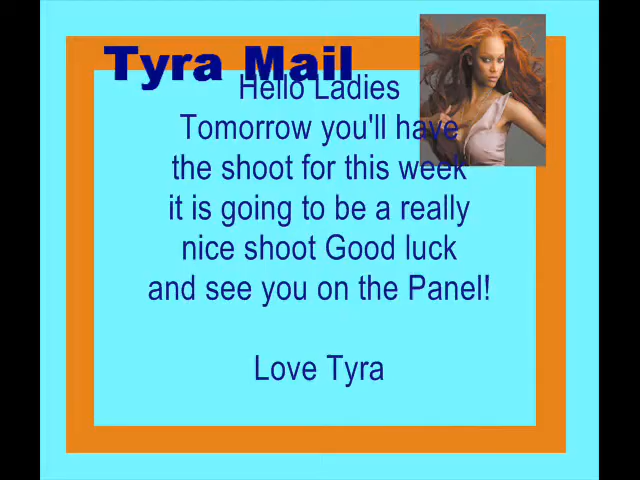 Tyra Mail
Hello Ladies
Tomorrow you'll have
the shoot for this week
it is going to be a really
nice shoot Good luck
and see you on the Panel!
Love Tyra